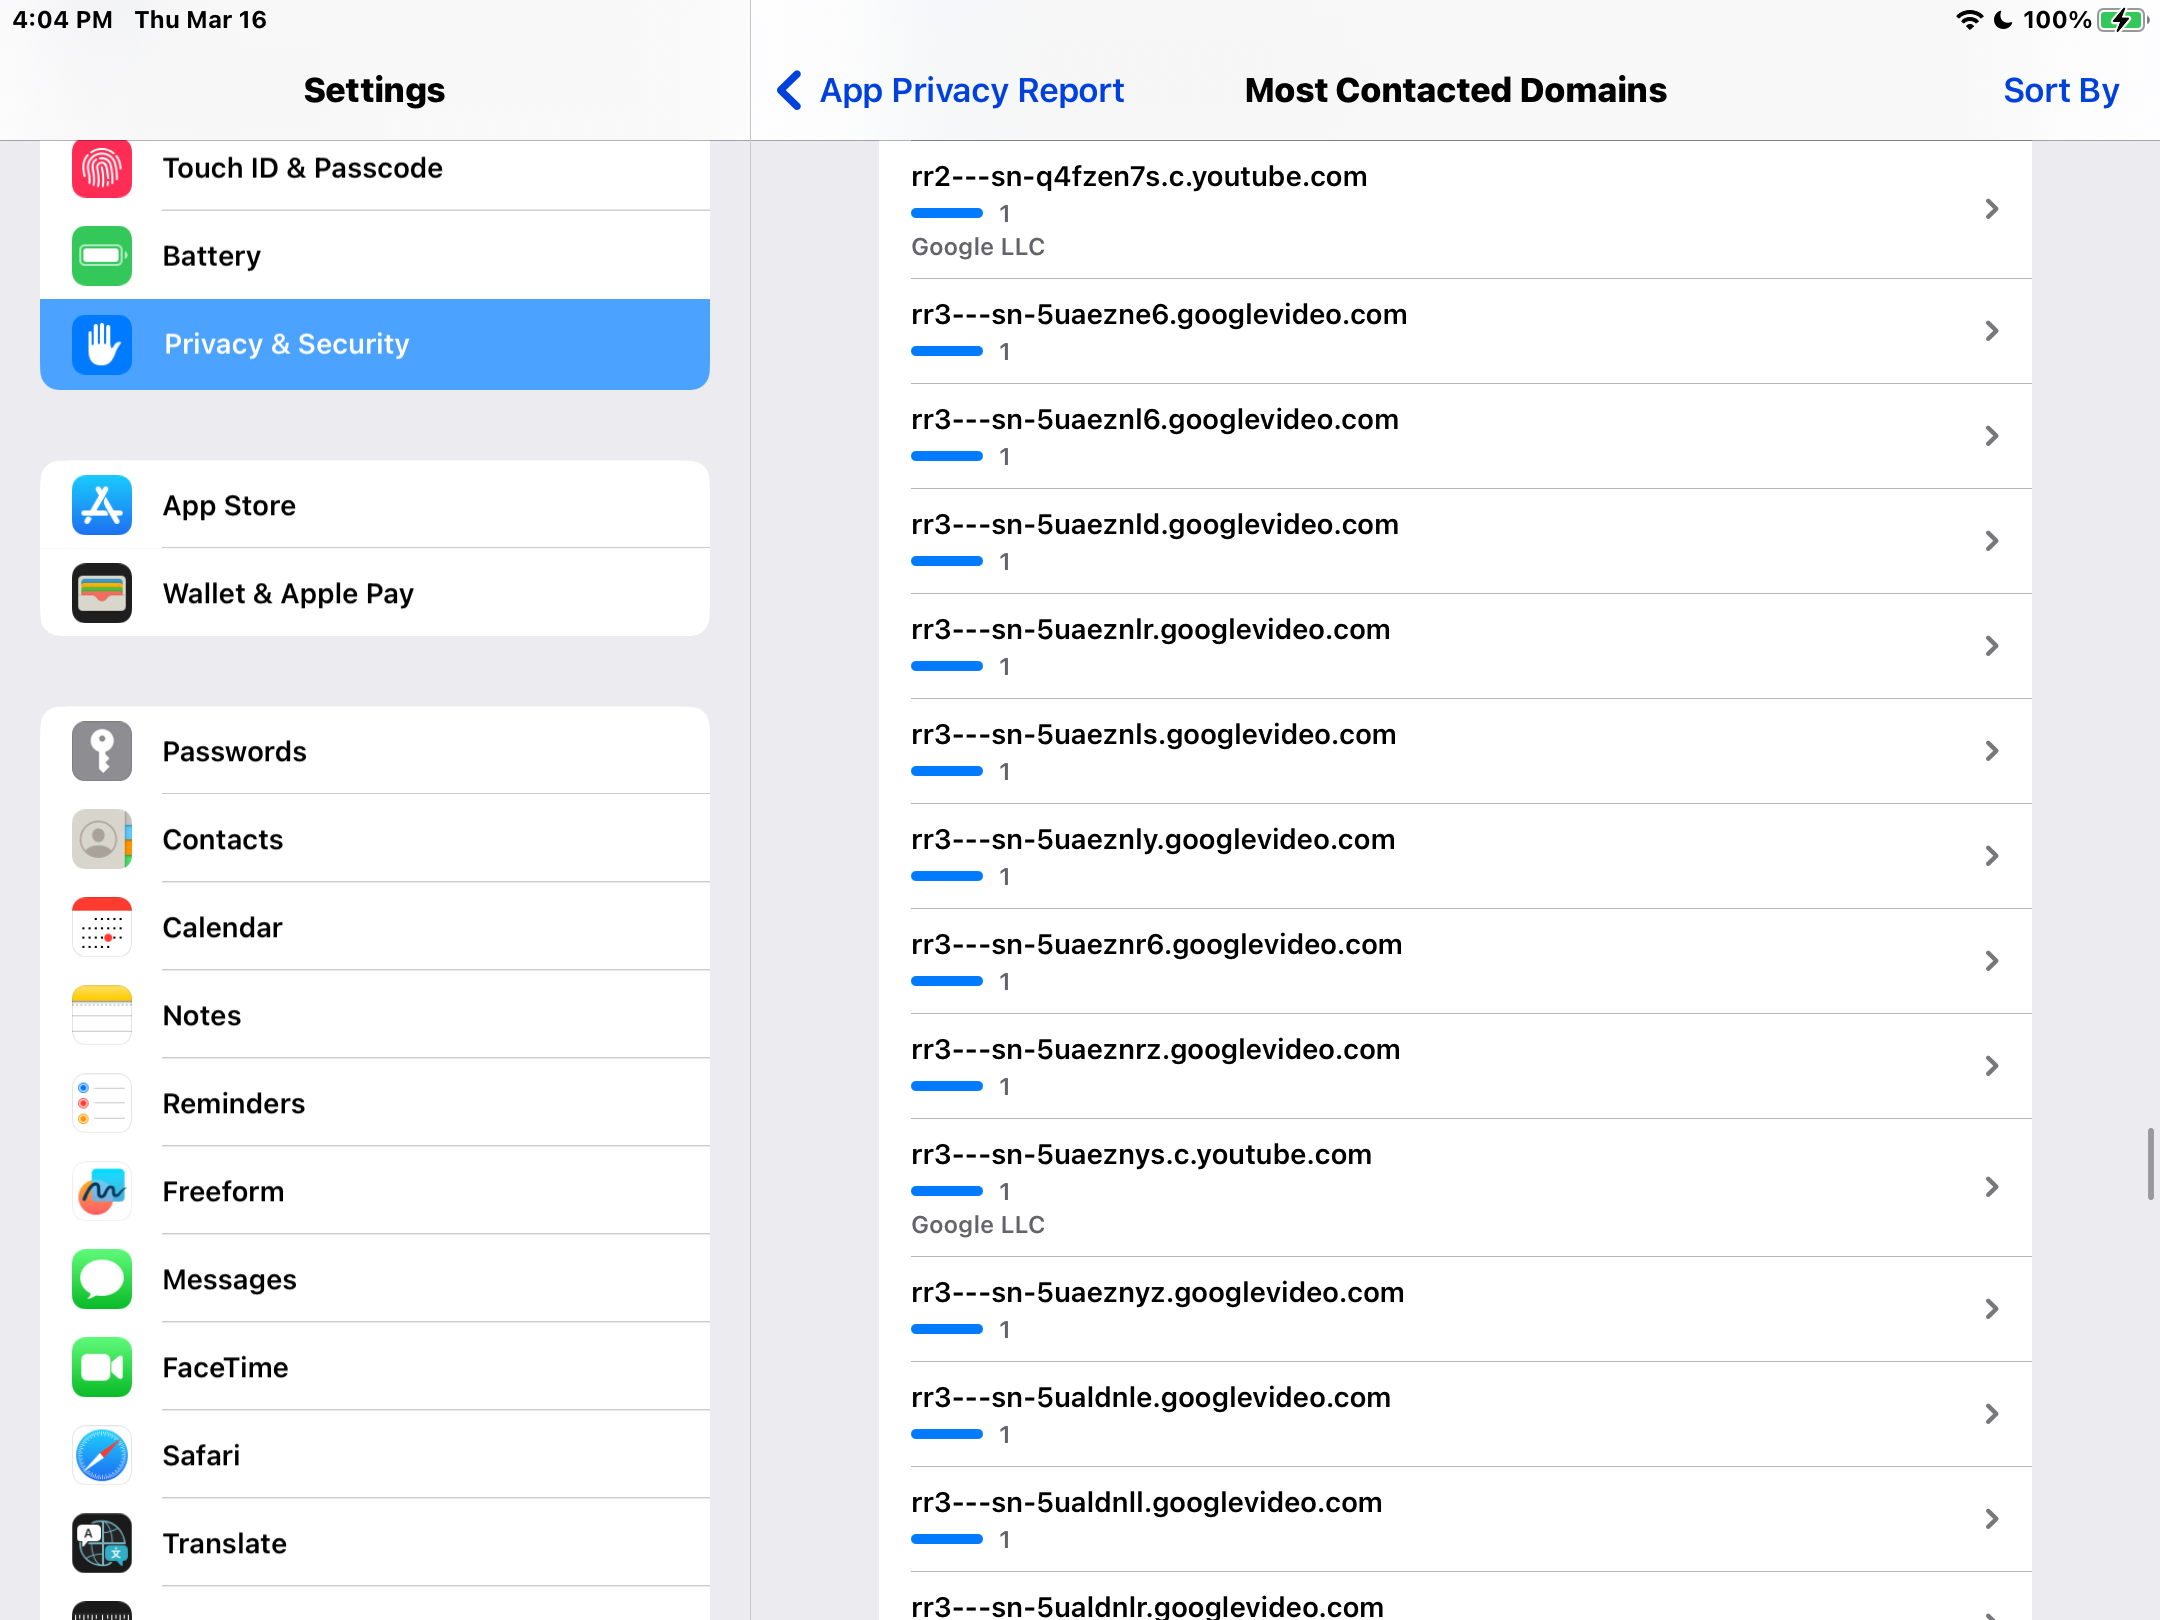 4:04 PM Thu Mar 16
100%
Settings
Touch ID & Passcode
Battery
Privacy & Security
App Store
Wallet & Apple Pay
Passwords
Contacts
Calendar
Notes
Reminders
Freeform
Messages
FaceTime
Safari
Translate
App Privacy Report
Most Contacted Domains
Sort By
rr2---sn-q4fzen7s.c.youtube.com
1
Google LLC
rr3---sn-5uaezne6.googlevideo.com
1
rr3---sn-5uaeznl6.googlevideo.com
1
rr3---sn-5uaeznld.googlevideo.com
1
rr3---sn-5uaeznlr.googlevideo.com
1
rr3---sn-5uaeznls.googlevideo.com
1
rr3---sn-5uaeznly.googlevideo.com
1
rr3---sn-5uaeznr6.googlevideo.com
1
rr3---sn-5uaeznrz.googlevideo.com
1
rr3---sn-5uaeznys.c.youtube.com
1
Google LLC
rr3---sn-5uaeznyz.googlevideo.com
1
rr3---sn-5ualdnle.googlevideo.com
1
rr3---sn-5ualdnll.googlevideo.com
1
rr3---sn-5ualdnlr.googlevideo.com